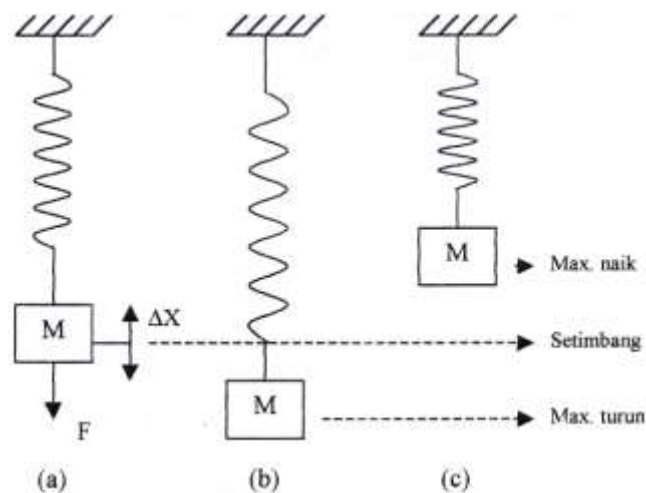 M
M
M
ΔX
F
Max. naik
Setimbang
Max. turun
(a)
(b)
(c)